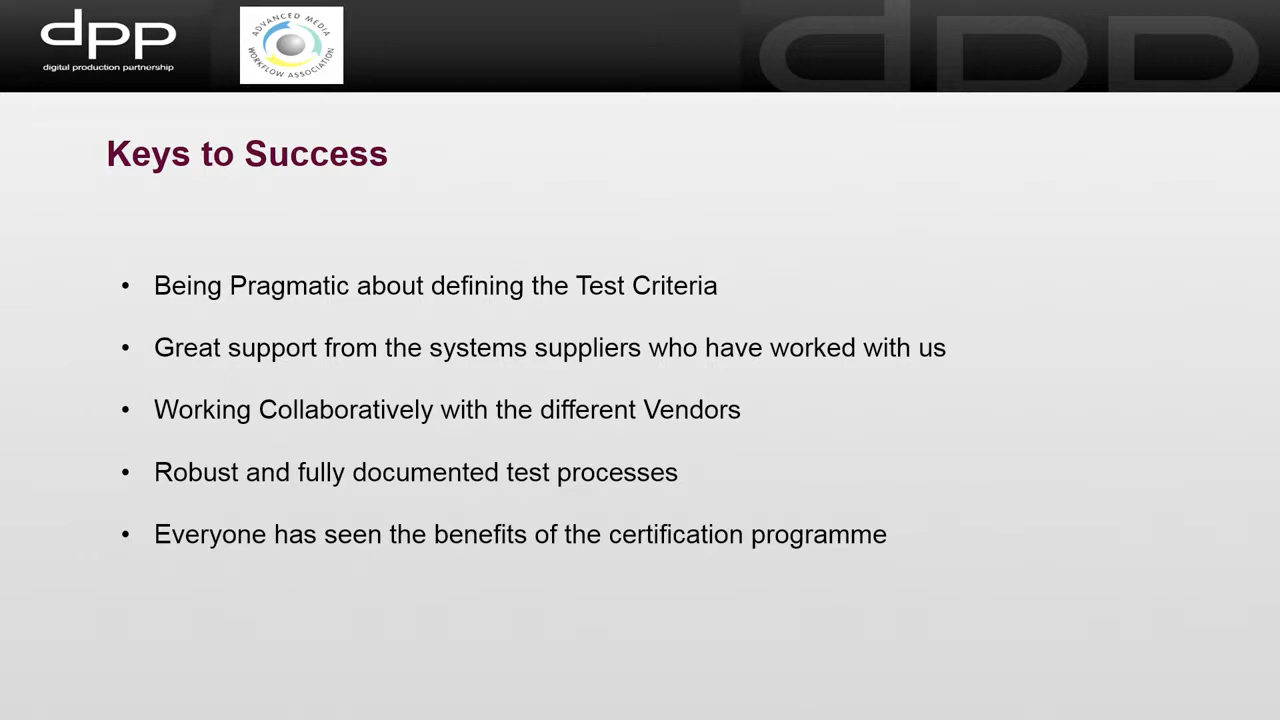 dpp
digital production partnership
ADVANCED MEDIA
WORKFLOW ASSOCIATION
dpp
Keys to Success
• Being Pragmatic about defining the Test Criteria
• Great support from the systems suppliers who have worked with us
• Working Collaboratively with the different Vendors
• Robust and fully documented test processes
• Everyone has seen the benefits of the certification programme